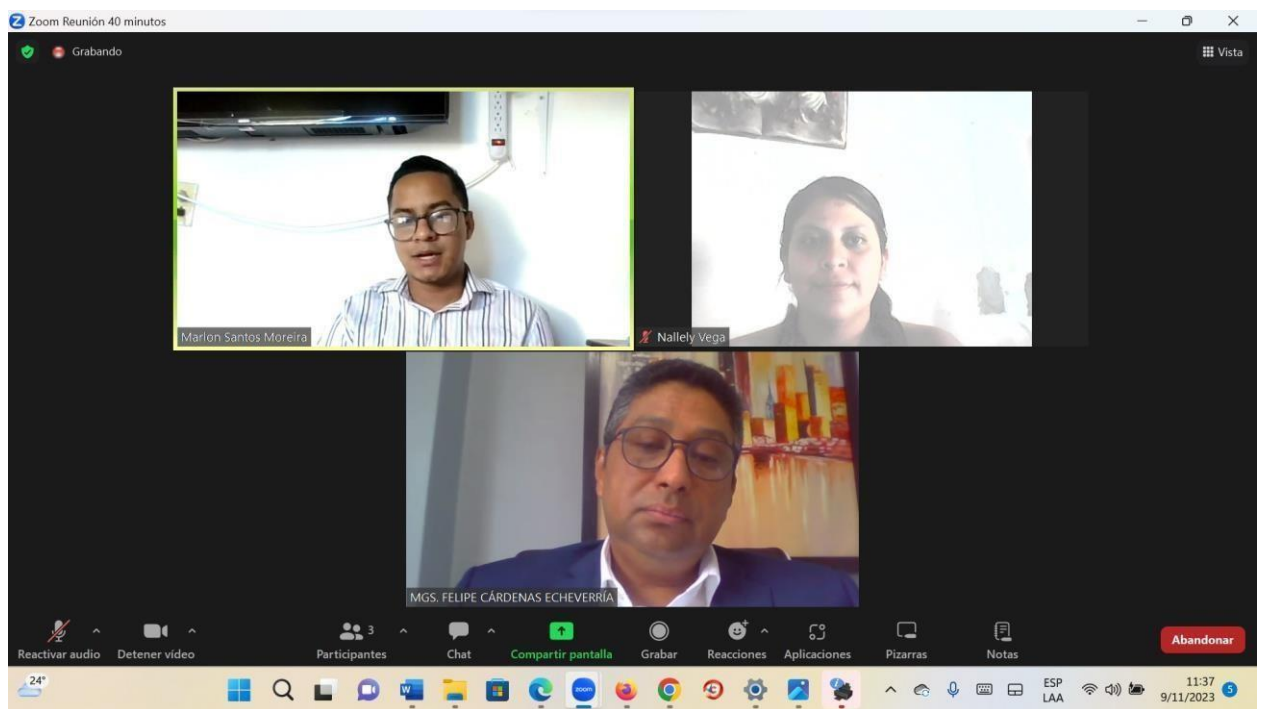 Zoom Reunión 40 minutos
Grabando
Vista
Marlon Santos Moreira
Nallely Vega
MGS. FELIPE CÁRDENAS ECHEVERRÍA
Reactivar audio
Detener vídeo
3
Participantes
Chat
Compartir pantalla
Grabar
Reacciones
Aplicaciones
Pizarras
Notas
Abandonar
24°
zoom
ESP
LAA
11:37
9/11/2023
5